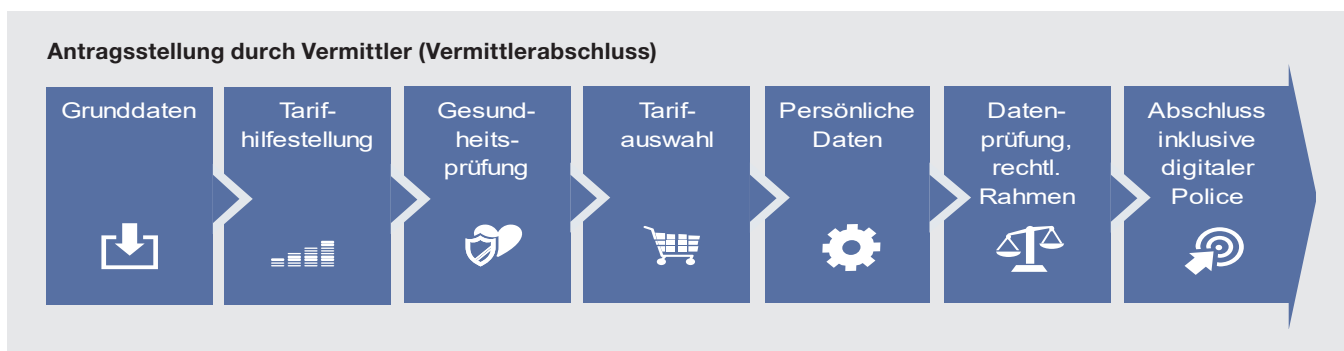 Antragsstellung durch Vermittler (Vermittlerabschluss)
Grunddaten
Tarif-
hilfestellung
Gesund-
heits-
prüfung
Tarif-
auswahl
Persönliche
Daten
Daten-
prüfung,
rechtl.
Rahmen
Abschluss
inklusive
digitaler
Police